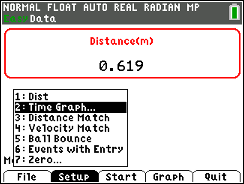 NORMAL FLOAT AUTO REAL RADIAN MP
Data
Distance(m)
0.619
1: Dist
2: Time Graph...
3: Distance Match
4: Velocity Match
5: Ball Bounce
6: Events with Entry
7: Zero...
File Setup Start Graph Quit